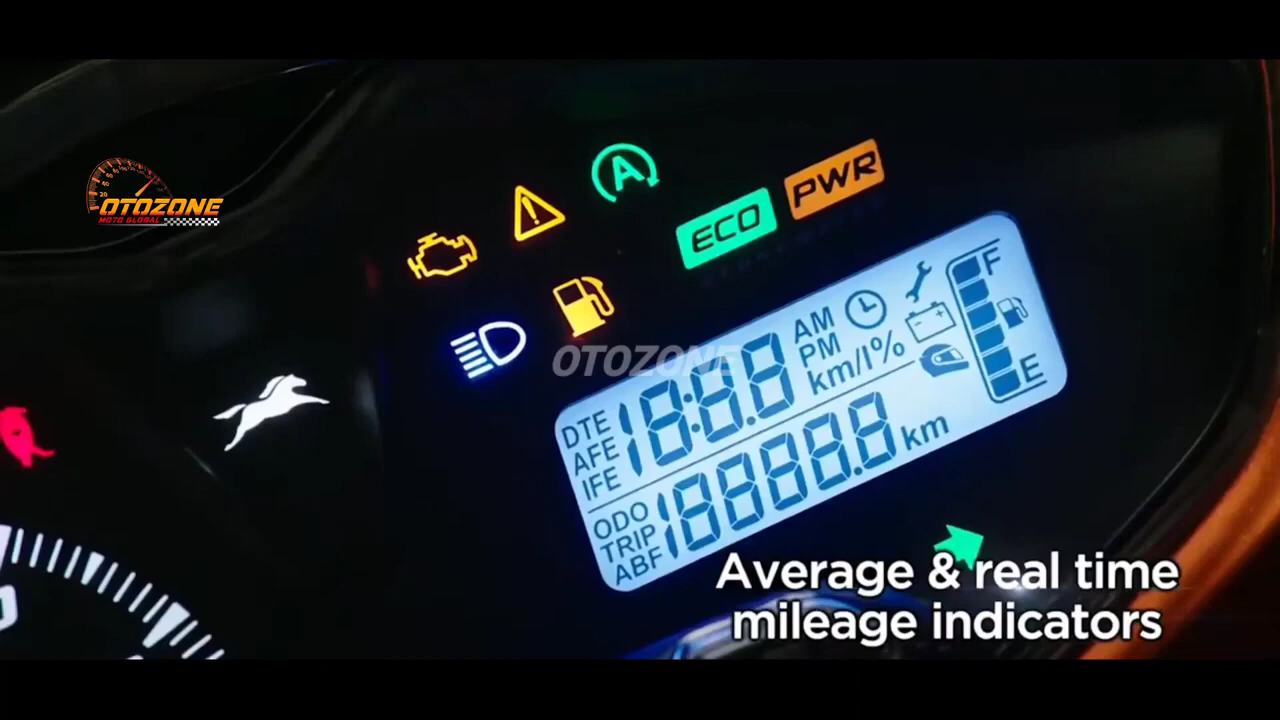 OTOZONE
MOTO GLOBAL
A
ECO
PWR
OTOZONE
DTE
AFE
IFE
18:8.8
AM
PM
km/l%
F
E
ODO
TRIP
ABF
18888.8
km
Average & real time
mileage indicators